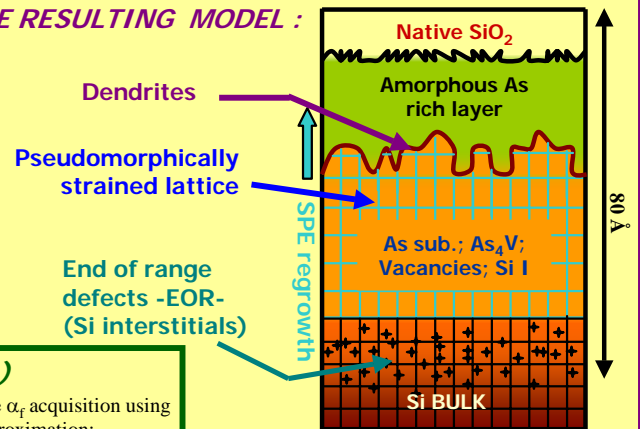 E RESULTING MODEL :
Native SiO2
Amorphous As
rich layer
Dendrites
Pseudomorphically
strained lattice
SPE regrowth
As sub.; As4V;
Vacancies; Si I
80 Å
End of range
defects -EOR-
(Si interstitials)
Si BULK
)
e αf acquisition using
roximation: